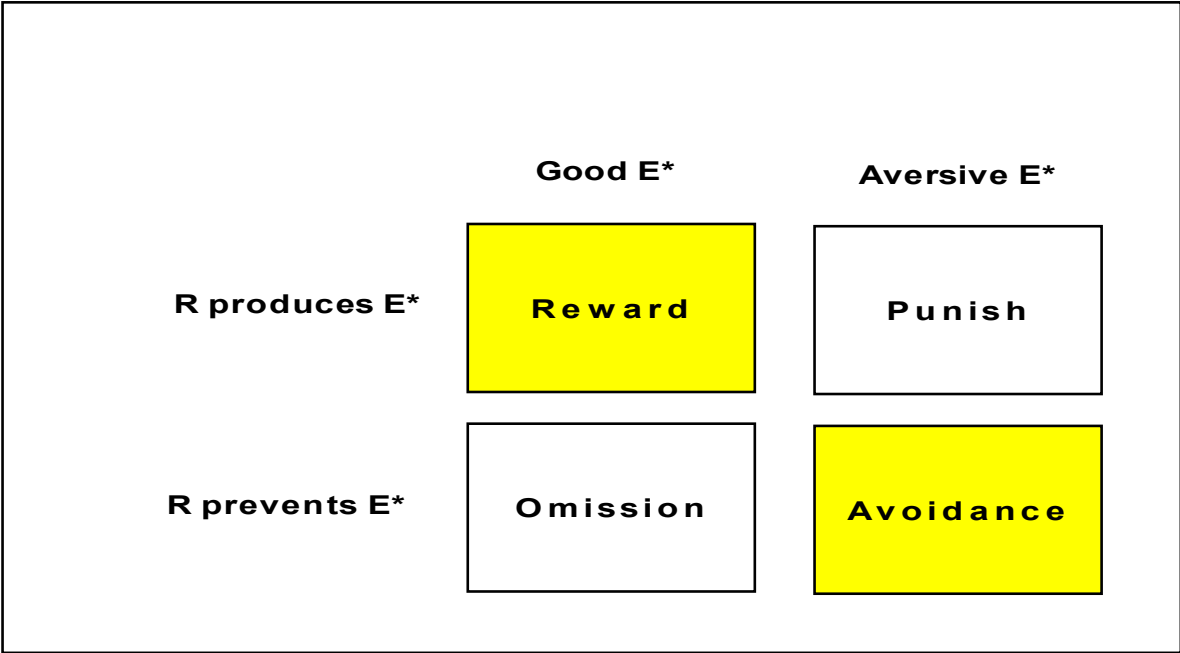 Good E*
Aversive E*
R produces E*
Reward
Punish
R prevents E*
Omission
Avoidance